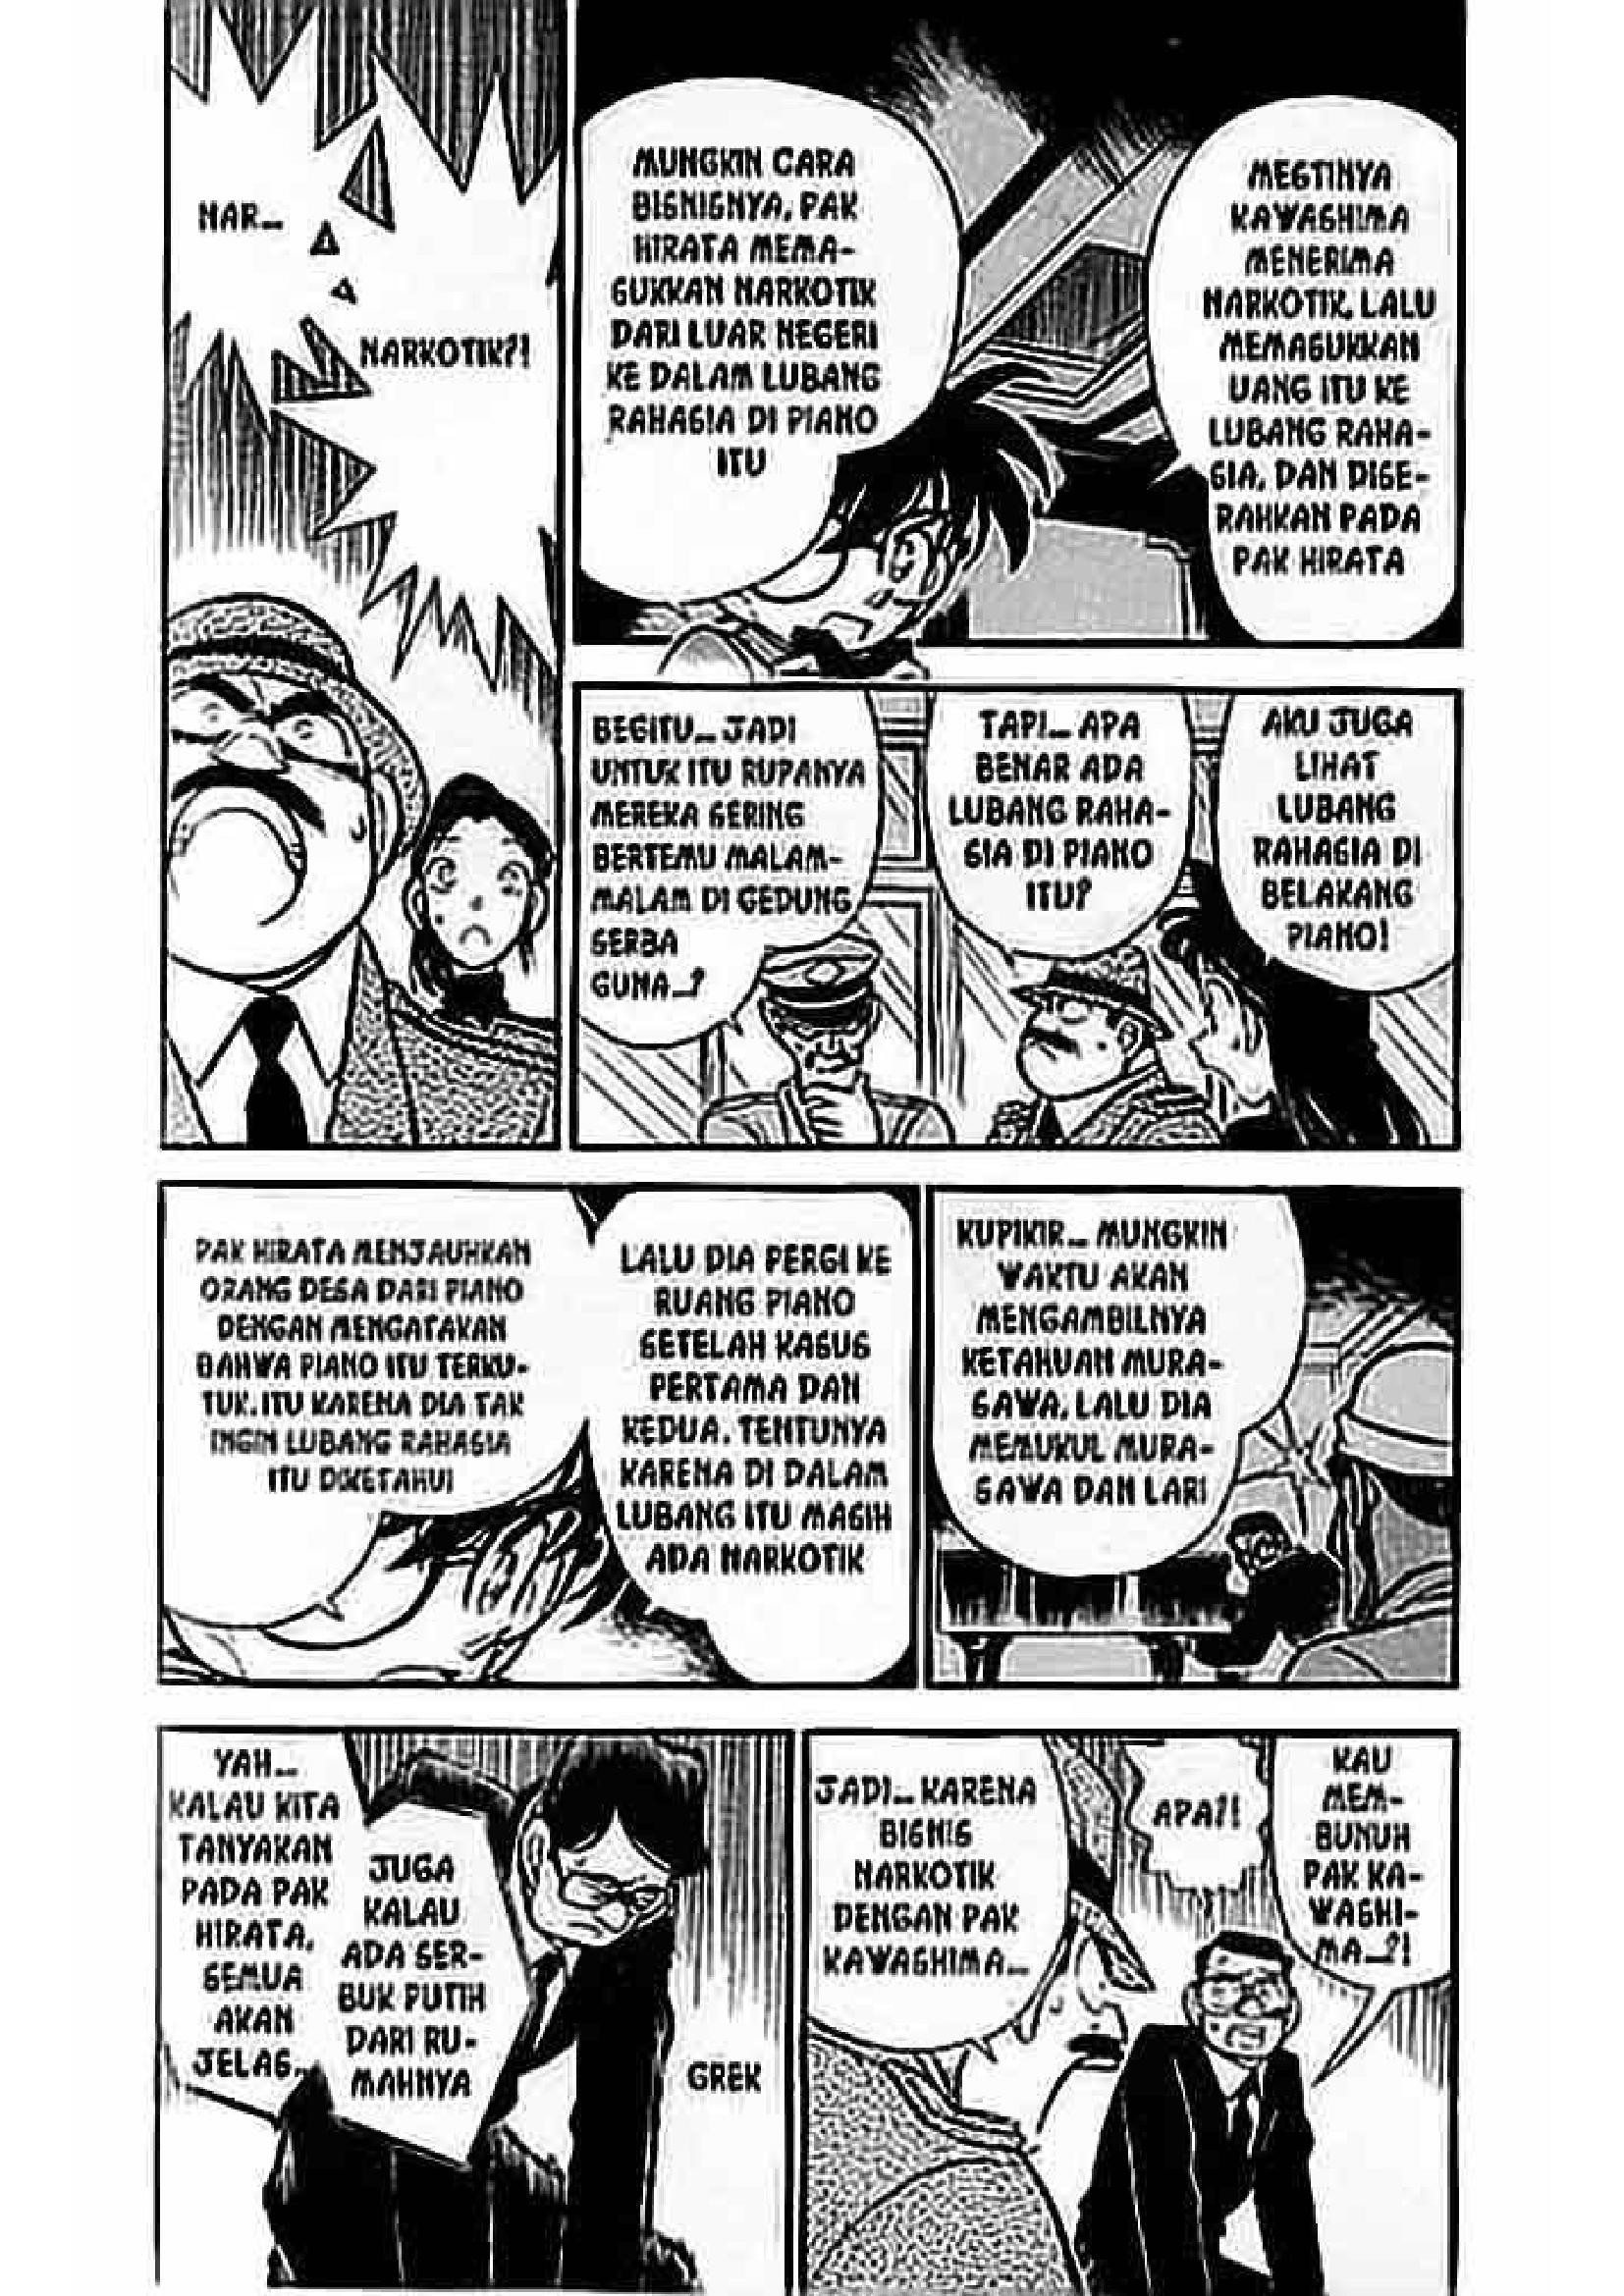 MESTINYA
KAWASHIMA
MENERIMA
NARKOTIK, LALU
MEMASUKKAN
UANG ITU KE
LUBANG RAHA-
SIA, DAN DISE-
RAHKAN PADA
PAK HIRATA
MUNGKIN CARA
BISNISNYA, PAK
HIRATA MEMA-
SUKKAN NARKOTIK
DARI LUAR NEGERI
KE DALAM LUBANG
RAHASIA DI PIANO
ITU
NAR...
NARKOTIK?!
AKU JUGA
LIHAT
LUBANG
RAHASIA DI
BELAKANG
PIANO!
TAPI... APA
BENAR ADA
LUBANG RAHA-
SIA DI PIANO
ITU?
BEGITU... JADI
UNTUK ITU RUPANYA
MEREKA SERING
BERTEMU MALAM-
MALAM DI GEDUNG
SERBA
GUNA...?
KUPIKIR... MUNGKIN
WAKTU AKAN
MENGAMBILNYA
KETAHUAN MURA-
SAWA, LALU DIA
MEMUKUL MURA-
SAWA DAN LARI
LALU DIA PERGI KE
RUANG PIANO
SETELAH KASUS
PERTAMA DAN
KEDUA. TENTUNYA
KARENA DI DALAM
LUBANG ITU MASIH
ADA NARKOTIK
PAK HIRATA MENJAUHKAN
ORANG DESA DARI PIANO
DENGAN MENGATAKAN
BAHWA PIANO ITU TERKU-
TUK. ITU KARENA DIA TAK
INGIN LUBANG RAHASIA
ITU DIKETAHUI
KAU
MEM-
BUNUH
PAK KA-
WASHI-
MA...?!
APA?!
JADI... KARENA
BISNIS
NARKOTIK
DENGAN PAK
KAWASHIMA...
GREK
JUGA
KALAU
ADA SER-
BUK PUTIH
DARI RU-
MAHNYA
YAH...
KALAU KITA
TANYAKAN
PADA PAK
HIRATA,
SEMUA
AKAN
JELAS...